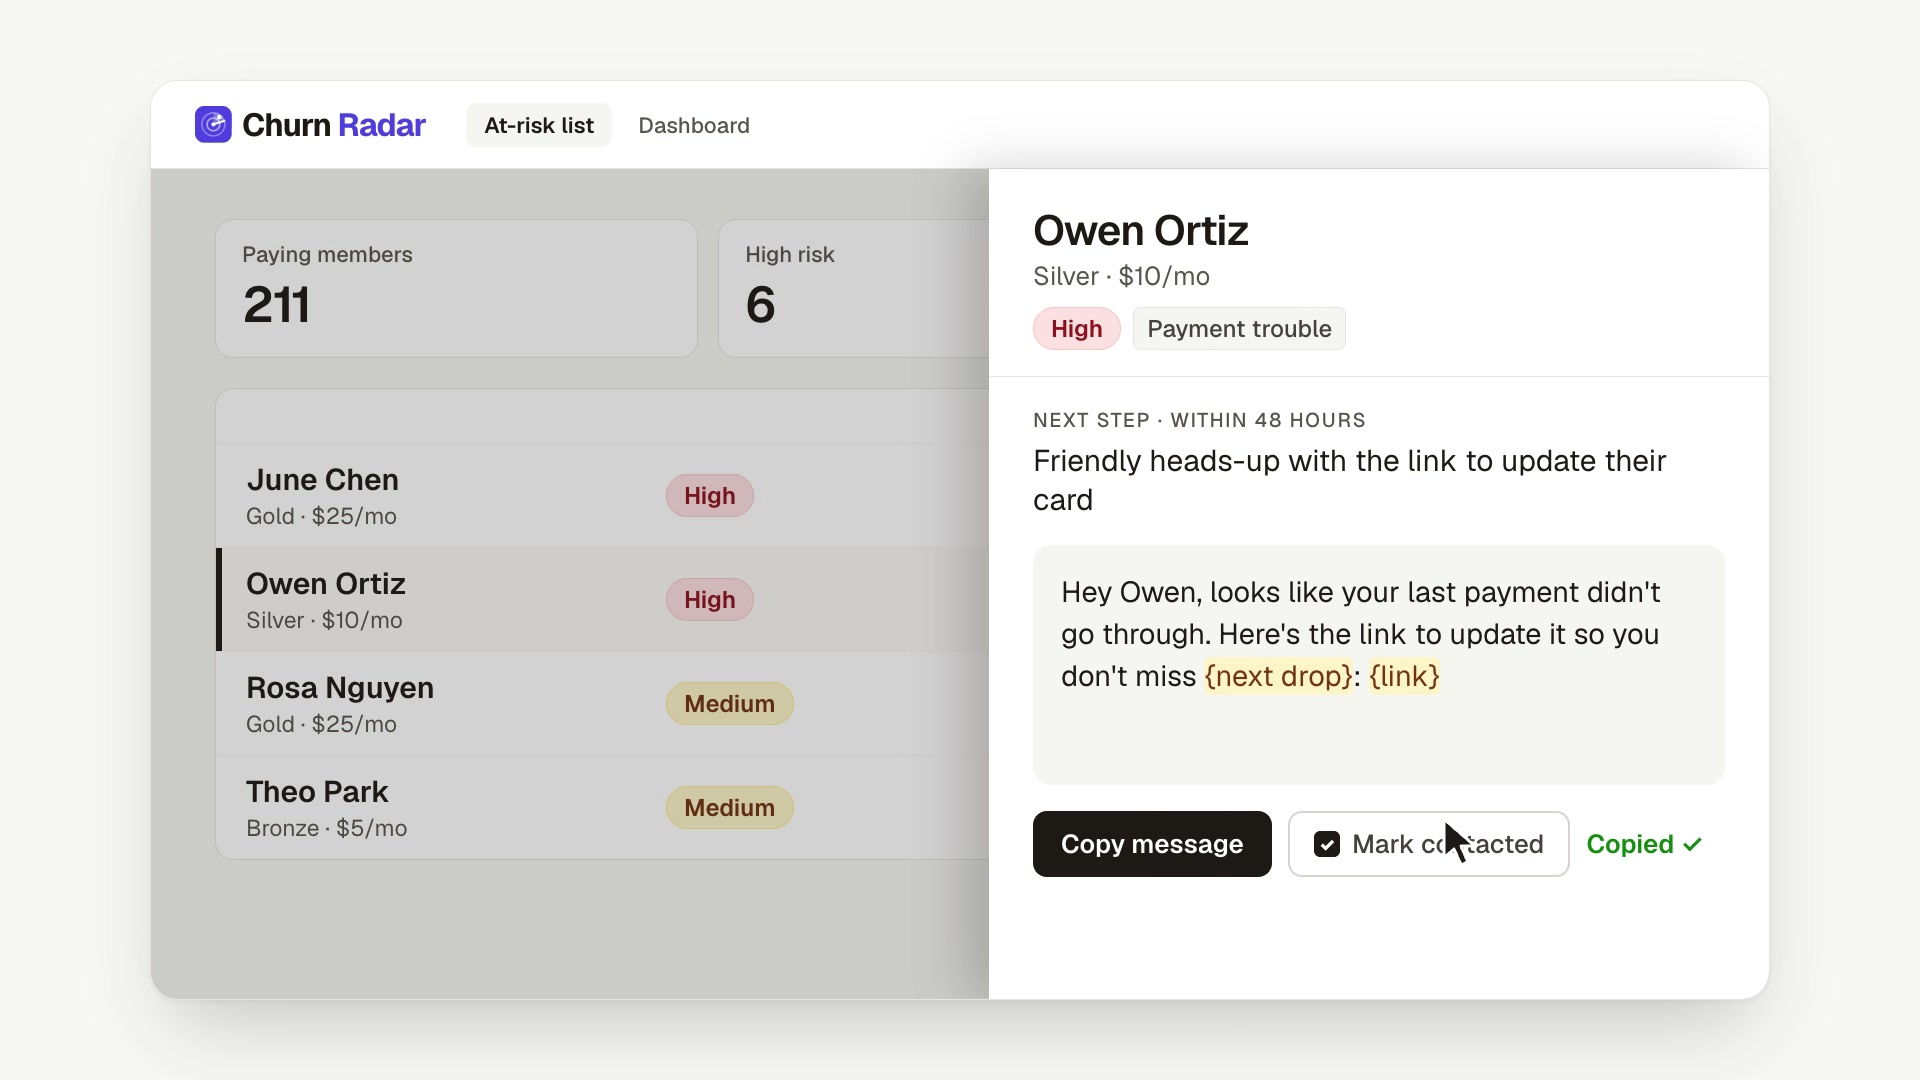 Churn Radar
At-risk list
Dashboard
Paying members
211
High risk
6
June Chen
Gold · $25/mo
High
Owen Ortiz
Silver · $10/mo
High
Rosa Nguyen
Gold · $25/mo
Medium
Theo Park
Bronze · $5/mo
Medium
Owen Ortiz
Silver · $10/mo
High
Payment trouble
NEXT STEP · WITHIN 48 HOURS
Friendly heads-up with the link to update their
card
Hey Owen, looks like your last payment didn't
go through. Here's the link to update it so you
don't miss {next drop}: {link}
Copy message
Mark contacted
Copied ✓